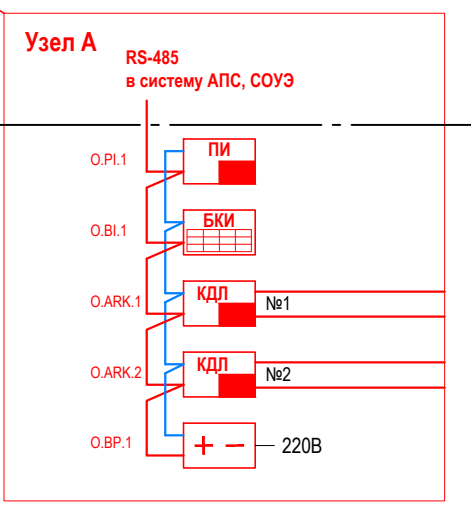 Узел А
RS-485
в систему АПС, СОУЭ
O.PI.1
ПИ
O.BI.1
БКИ
O.ARK.1
КДЛ
№1
O.ARK.2
КДЛ
№2
O.BP.1
+ −
220В